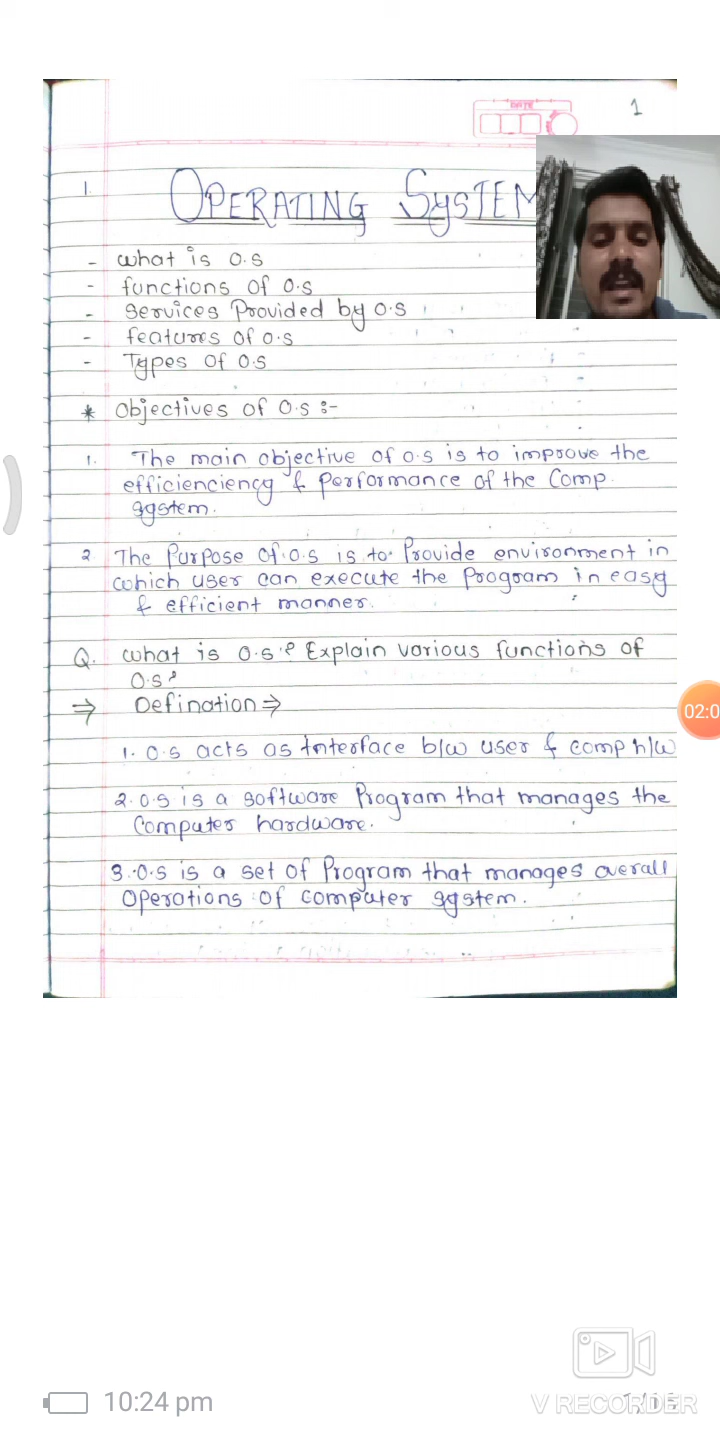 DATE
1
1. OPERATING SYSTEM
- what is O.S
- functions of O.S
- services Provided by O.S
- features of O.S
- Types of O.S
* Objectives of O.S :-
1. The main objective of O.S is to improve the
efficienciency & Performance of the Comp.
system.
2 The Purpose of O.S is to Provide environment in
which user can execute the Program in easy
& efficient manner.
Q. what is O.S? Explain various functions of
O.S?
⇒ Defination ⇒
1. O.S acts as Interface b/w user & comp h/w
2. O.S is a software Program that manages the
Computer hardware.
3. O.S is a set of Program that manages overall
Operations of computer system.
02:0
10:24 pm
V RECORDER